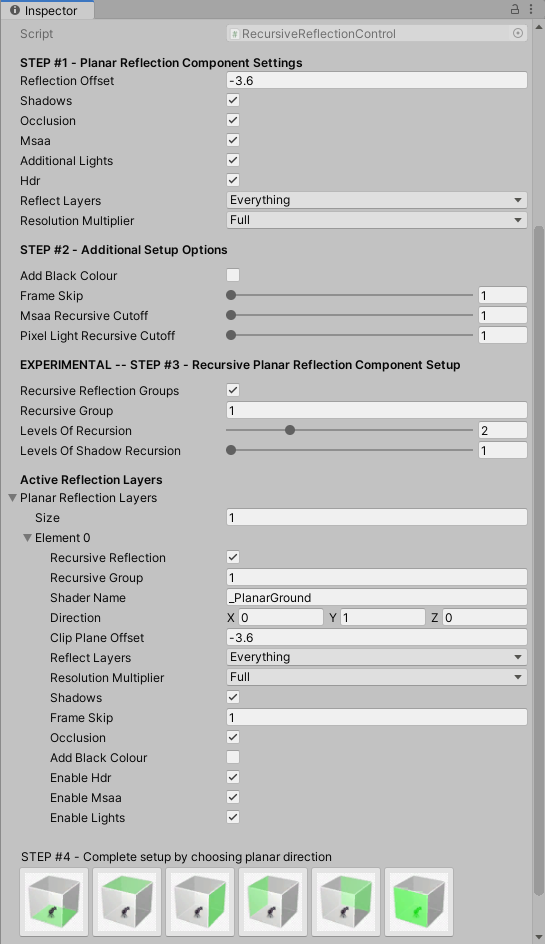 Inspector
Script # RecursiveReflectionControl
STEP #1 - Planar Reflection Component Settings
Reflection Offset -3.6
Shadows
Occlusion
Msaa
Additional Lights
Hdr
Reflect Layers Everything
Resolution Multiplier Full
STEP #2 - Additional Setup Options
Add Black Colour
Frame Skip 1
Msaa Recursive Cutoff 1
Pixel Light Recursive Cutoff 1
EXPERIMENTAL -- STEP #3 - Recursive Planar Reflection Component Setup
Recursive Reflection Groups
Recursive Group 1
Levels Of Recursion 2
Levels Of Shadow Recursion 1
Active Reflection Layers
Planar Reflection Layers
Size 1
Element 0
Recursive Reflection
Recursive Group 1
Shader Name _PlanarGround
Direction X 0 Y 1 Z 0
Clip Plane Offset -3.6
Reflect Layers Everything
Resolution Multiplier Full
Shadows
Frame Skip 1
Occlusion
Add Black Colour
Enable Hdr
Enable Msaa
Enable Lights
STEP #4 - Complete setup by choosing planar direction